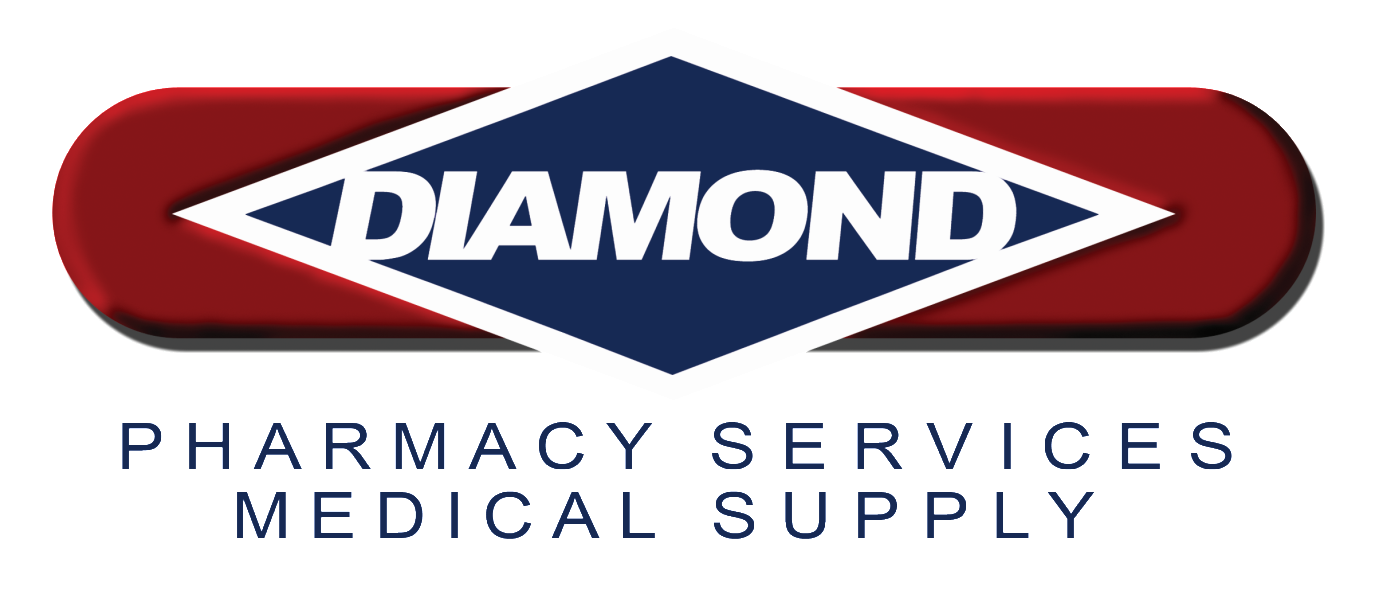 DIAMOND
PHARMACY SERVICES
MEDICAL SUPPLY